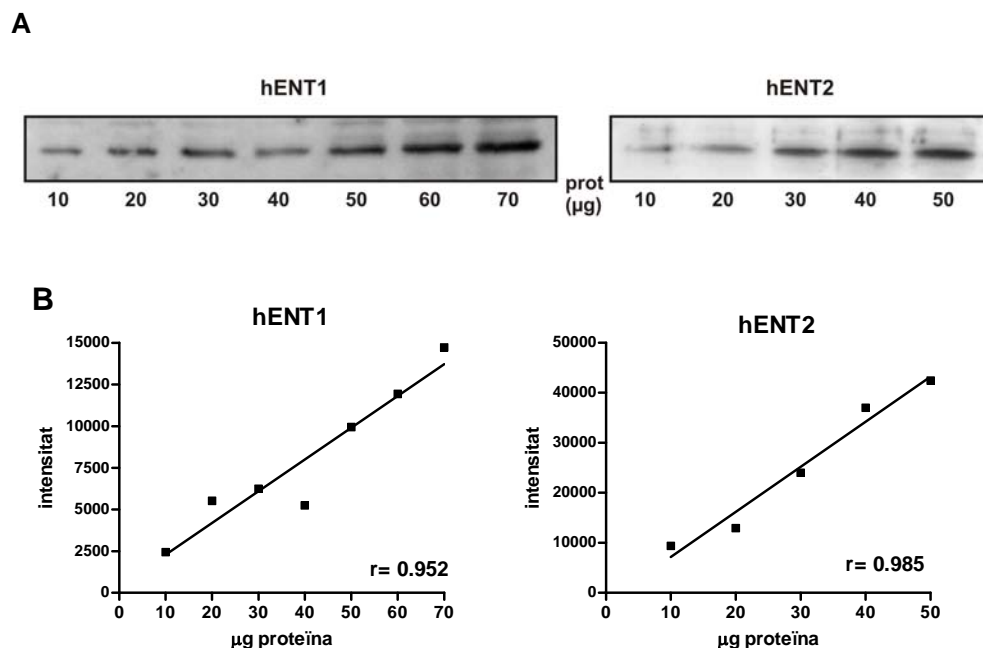 A
hENT1
hENT2
10 20 30 40 50 60 70
prot
(µg)
10 20 30 40 50
B
hENT1
15000
12500
10000
7500
5000
2500
0
intensitat
0 10 20 30 40 50 60 70
µg proteïna
r= 0.952
hENT2
50000
40000
30000
20000
10000
0
intensitat
0 10 20 30 40 50
µg proteïna
r= 0.985